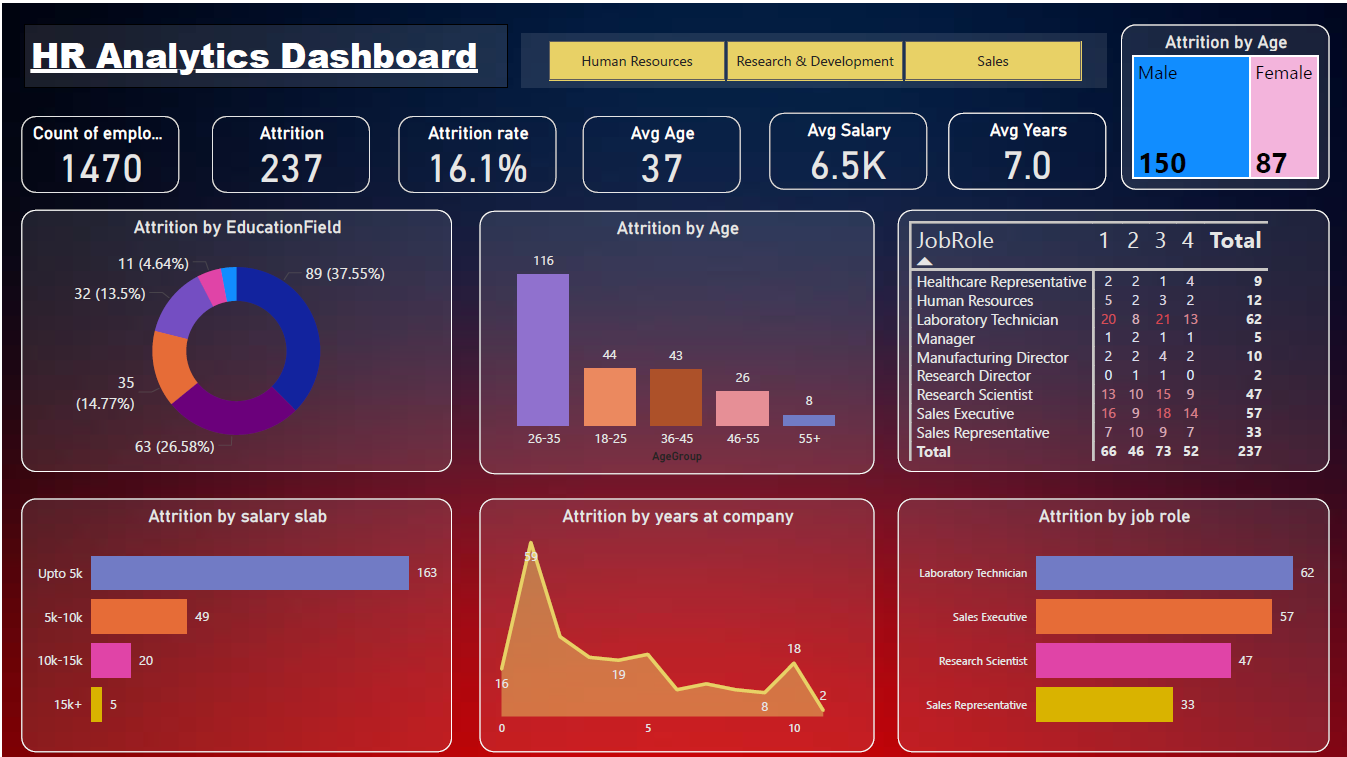 HR Analytics Dashboard
Human Resources
Research & Development
Sales
Attrition by Age
Male
Female
150
87
Count of emplo...
1470
Attrition
237
Attrition rate
16.1%
Avg Age
37
Avg Salary
6.5K
Avg Years
7.0
Attrition by EducationField
11 (4.64%)
89 (37.55%)
32 (13.5%)
35
(14.77%)
63 (26.58%)
Attrition by Age
116
44
43
26
8
26-35
18-25
36-45
46-55
55+
AgeGroup
JobRole 1 2 3 4 Total
Healthcare Representative 2 2 1 4 9
Human Resources 5 2 3 2 12
Laboratory Technician 20 8 21 13 62
Manager 1 2 1 1 5
Manufacturing Director 2 2 4 2 10
Research Director 0 1 1 0 2
Research Scientist 13 10 15 9 47
Sales Executive 16 9 18 14 57
Sales Representative 7 10 9 7 33
Total 66 46 73 52 237
Attrition by salary slab
Upto 5k 163
5k-10k 49
10k-15k 20
15k+ 5
Attrition by years at company
59
16
19
8
18
2
0
5
10
Attrition by job role
Laboratory Technician 62
Sales Executive 57
Research Scientist 47
Sales Representative 33